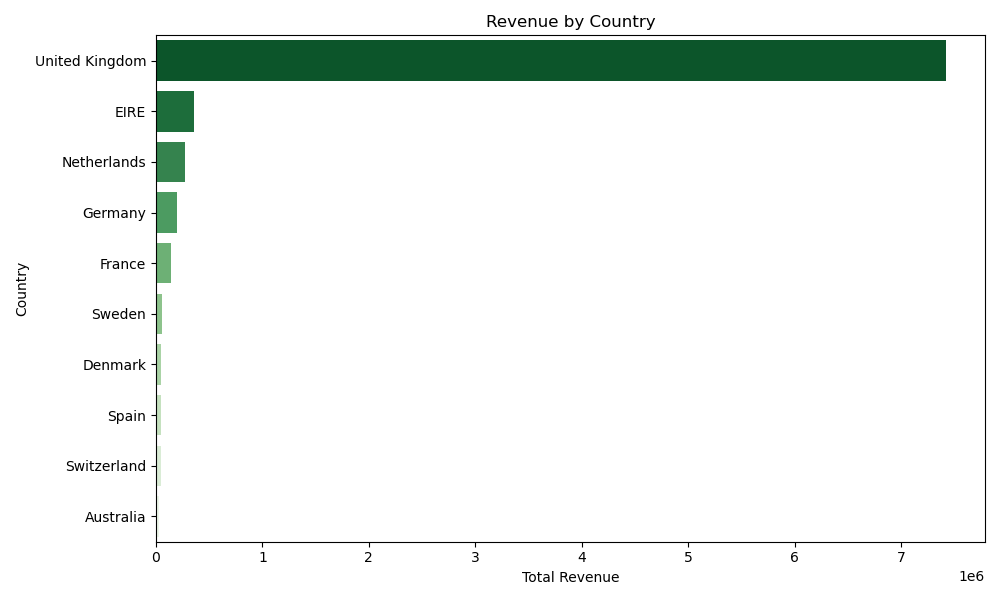 Revenue by Country
United Kingdom
EIRE
Netherlands
Germany
France
Sweden
Denmark
Spain
Switzerland
Australia
Country
0 1 2 3 4 5 6 7
1e6
Total Revenue